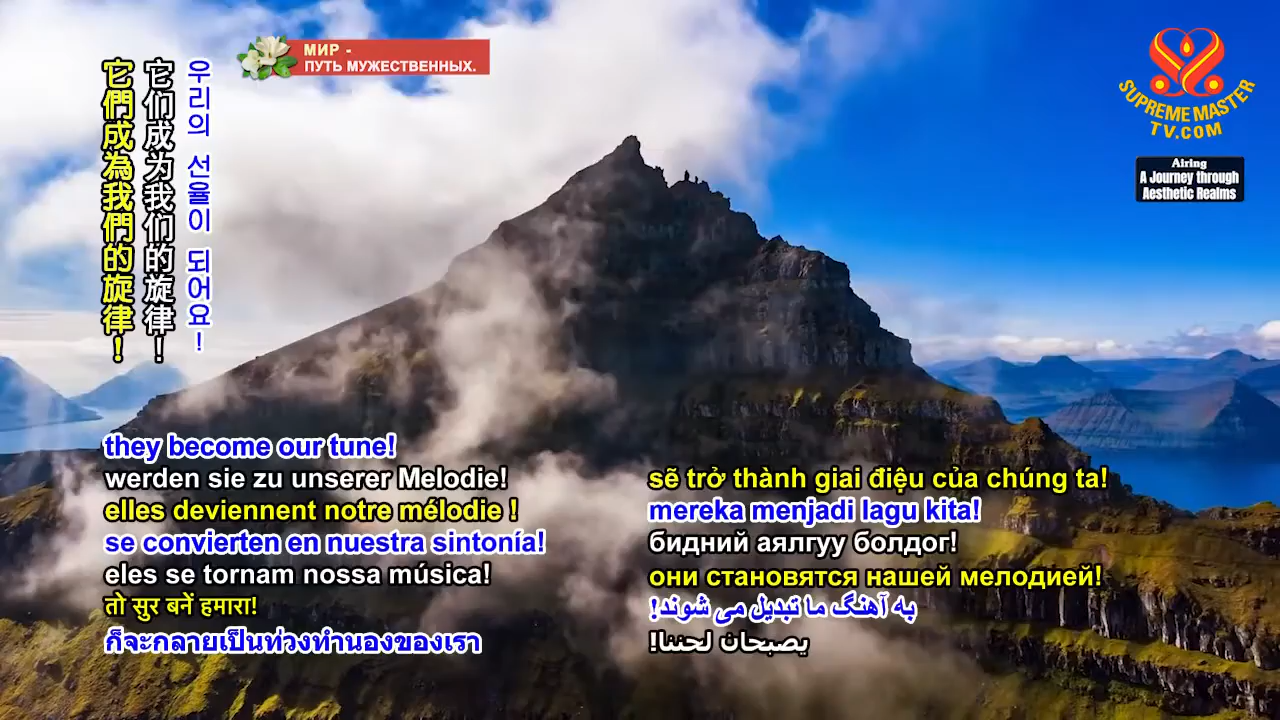 МИР -
ПУТЬ МУЖЕСТВЕННЫХ.
SUPREME MASTER
TV.COM
Airing
A Journey through
Aesthetic Realms
它們成為我們的旋律！
它们成为我们的旋律！
우리의 선율이 되어요!
they become our tune!
werden sie zu unserer Melodie!
elles deviennent notre mélodie !
se convierten en nuestra sintonía!
eles se tornam nossa música!
तो सुर बनें हमारा!
ก็จะกลายเป็นท่วงทำนองของเรา
sẽ trở thành giai điệu của chúng ta!
mereka menjadi lagu kita!
бидний аялгуу болдог!
они становятся нашей мелодией!
به آهنگ ما تبدیل می شوند!
يصبحان لحننا!